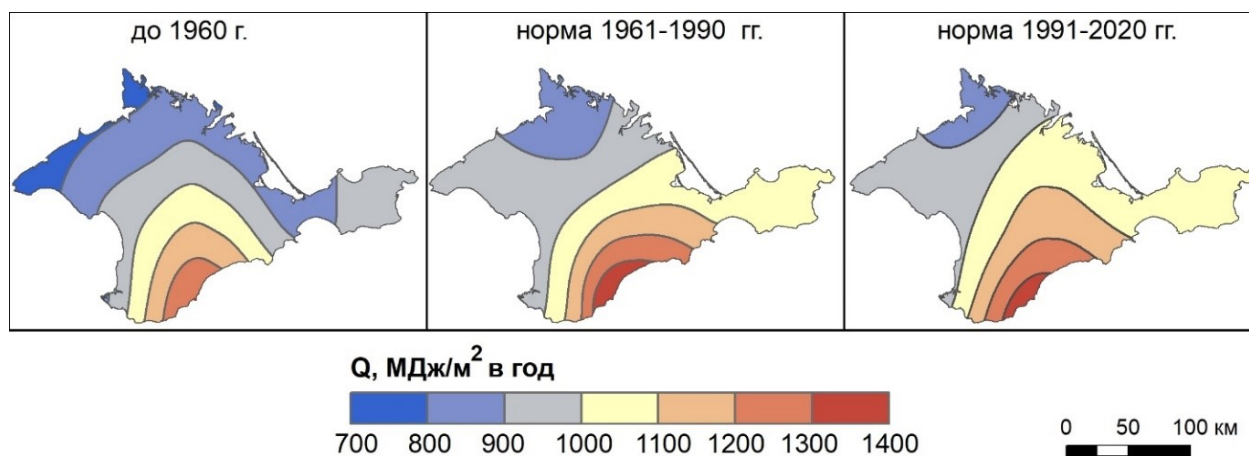 до 1960 г.
норма 1961-1990 гг.
норма 1991-2020 гг.
Q, МДж/м² в год
700 800 900 1000 1100 1200 1300 1400
0 50 100 км